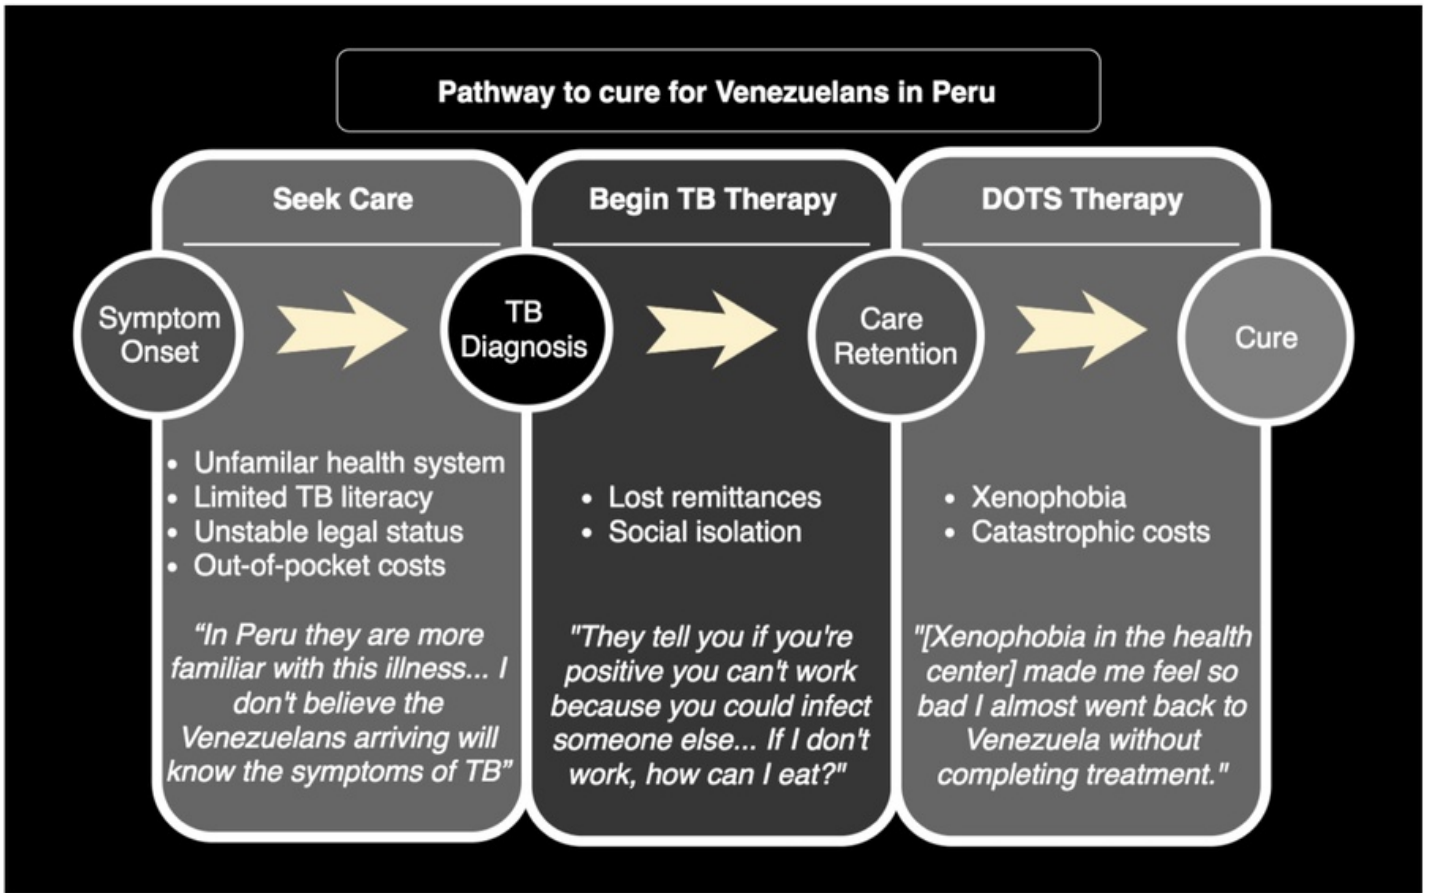 Pathway to cure for Venezuelans in Peru
Seek Care
Symptom
Onset
TB
Diagnosis
• Unfamilar health system
• Limited TB literacy
• Unstable legal status
• Out-of-pocket costs
“In Peru they are more
familiar with this illness... I
don't believe the
Venezuelans arriving will
know the symptoms of TB”
Begin TB Therapy
Care
Retention
• Lost remittances
• Social isolation
"They tell you if you're
positive you can't work
because you could infect
someone else... If I don't
work, how can I eat?"
DOTS Therapy
Cure
• Xenophobia
• Catastrophic costs
"[Xenophobia in the health
center] made me feel so
bad I almost went back to
Venezuela without
completing treatment."